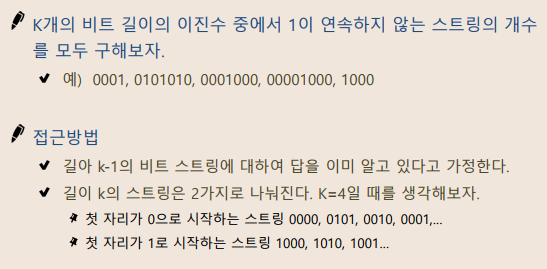 K개의 비트 길이의 이진수 중에서 1이 연속하지 않는 스트링의 개수
를 모두 구해보자.
예) 0001, 0101010, 0001000, 00001000, 1000
접근방법
길아 k-1의 비트 스트링에 대하여 답을 이미 알고 있다고 가정한다.
길이 k의 스트링은 2가지로 나눠진다. K=4일 때를 생각해보자.
첫 자리가 0으로 시작하는 스트링 0000, 0101, 0010, 0001,...
첫 자리가 1로 시작하는 스트링 1000, 1010, 1001...